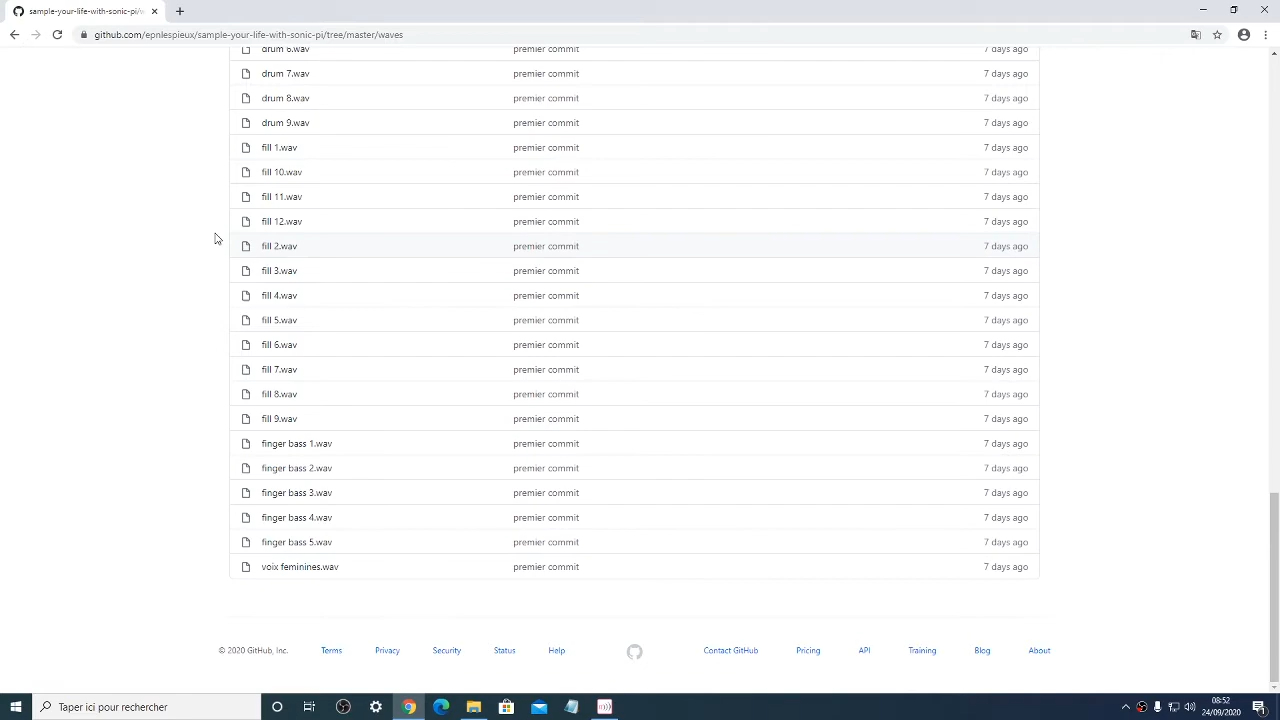 sample-your-life-with-sonic-pi/w
github.com/epnlespieux/sample-your-life-with-sonic-pi/tree/master/waves
drum 6.wav premier commit 7 days ago
drum 7.wav premier commit 7 days ago
drum 8.wav premier commit 7 days ago
drum 9.wav premier commit 7 days ago
fill 1.wav premier commit 7 days ago
fill 10.wav premier commit 7 days ago
fill 11.wav premier commit 7 days ago
fill 12.wav premier commit 7 days ago
fill 2.wav premier commit 7 days ago
fill 3.wav premier commit 7 days ago
fill 4.wav premier commit 7 days ago
fill 5.wav premier commit 7 days ago
fill 6.wav premier commit 7 days ago
fill 7.wav premier commit 7 days ago
fill 8.wav premier commit 7 days ago
fill 9.wav premier commit 7 days ago
finger bass 1.wav premier commit 7 days ago
finger bass 2.wav premier commit 7 days ago
finger bass 3.wav premier commit 7 days ago
finger bass 4.wav premier commit 7 days ago
finger bass 5.wav premier commit 7 days ago
voix feminines.wav premier commit 7 days ago
© 2020 GitHub, Inc. Terms Privacy Security Status Help Contact GitHub Pricing API Training Blog About
Taper ici pour rechercher
08:52
24/09/2020